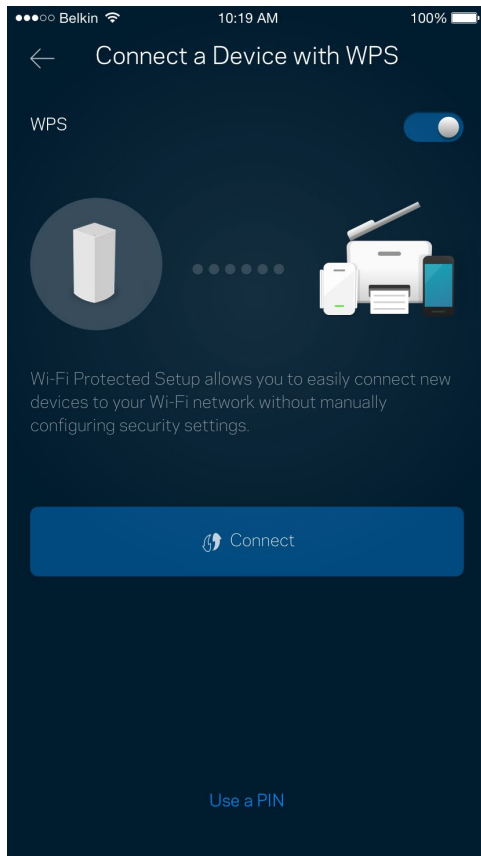 Belkin 10:19 AM 100%
Connect a Device with WPS
WPS
Wi-Fi Protected Setup allows you to easily connect new
devices to your Wi-Fi network without manually
configuring security settings.
Connect
Use a PIN